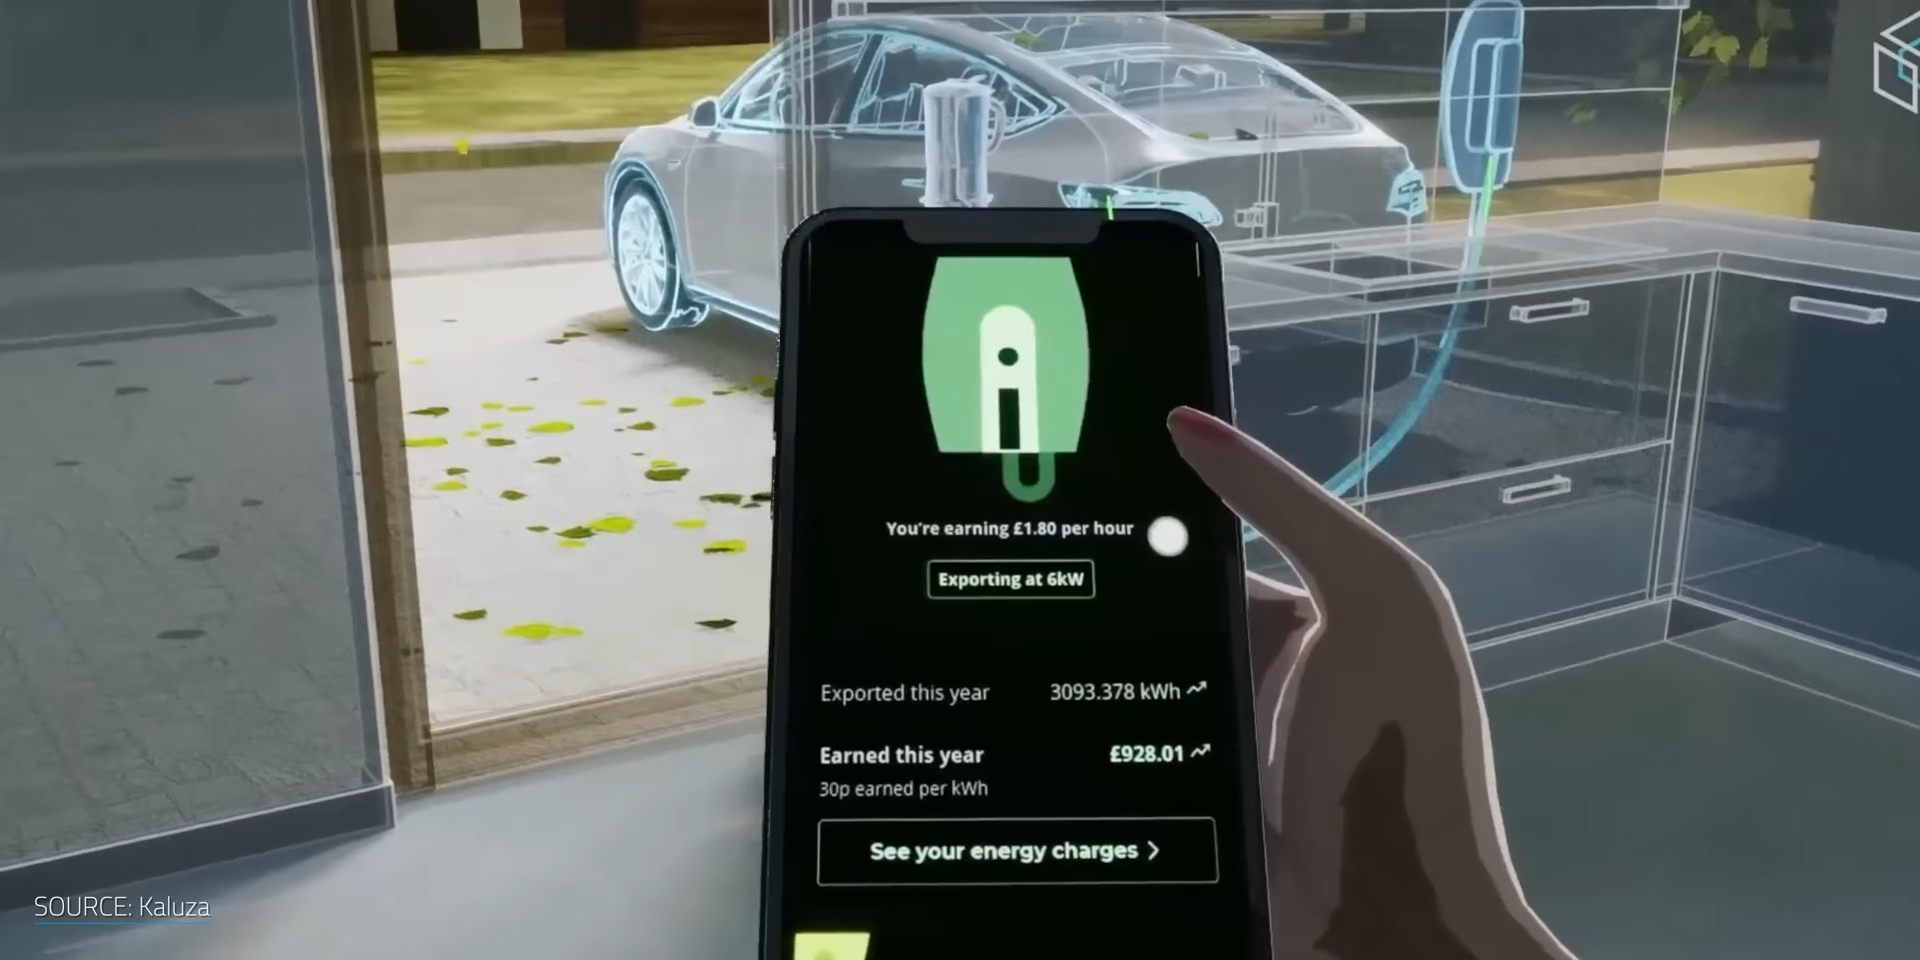 You're earning £1.80 per hour
Exporting at 6kW
Exported this year 3093.378 kWh
Earned this year £928.01
30p earned per kWh
See your energy charges
SOURCE: Kaluza